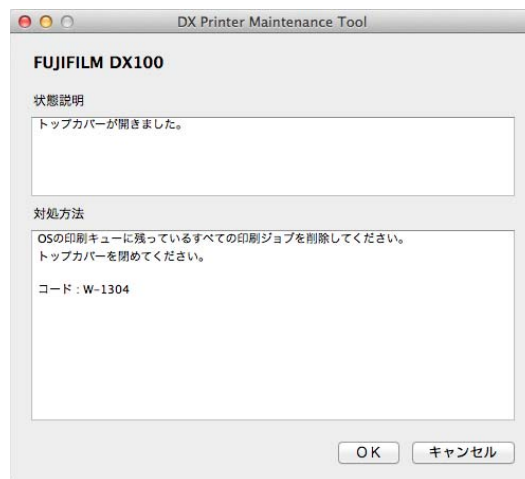 DX Printer Maintenance Tool
FUJIFILM DX100
状態説明
トップカバーが開きました。
対処方法
OSの印刷キューに残っているすべての印刷ジョブを削除してください。
トップカバーを閉めてください。
コード : W-1304
OK
キャンセル